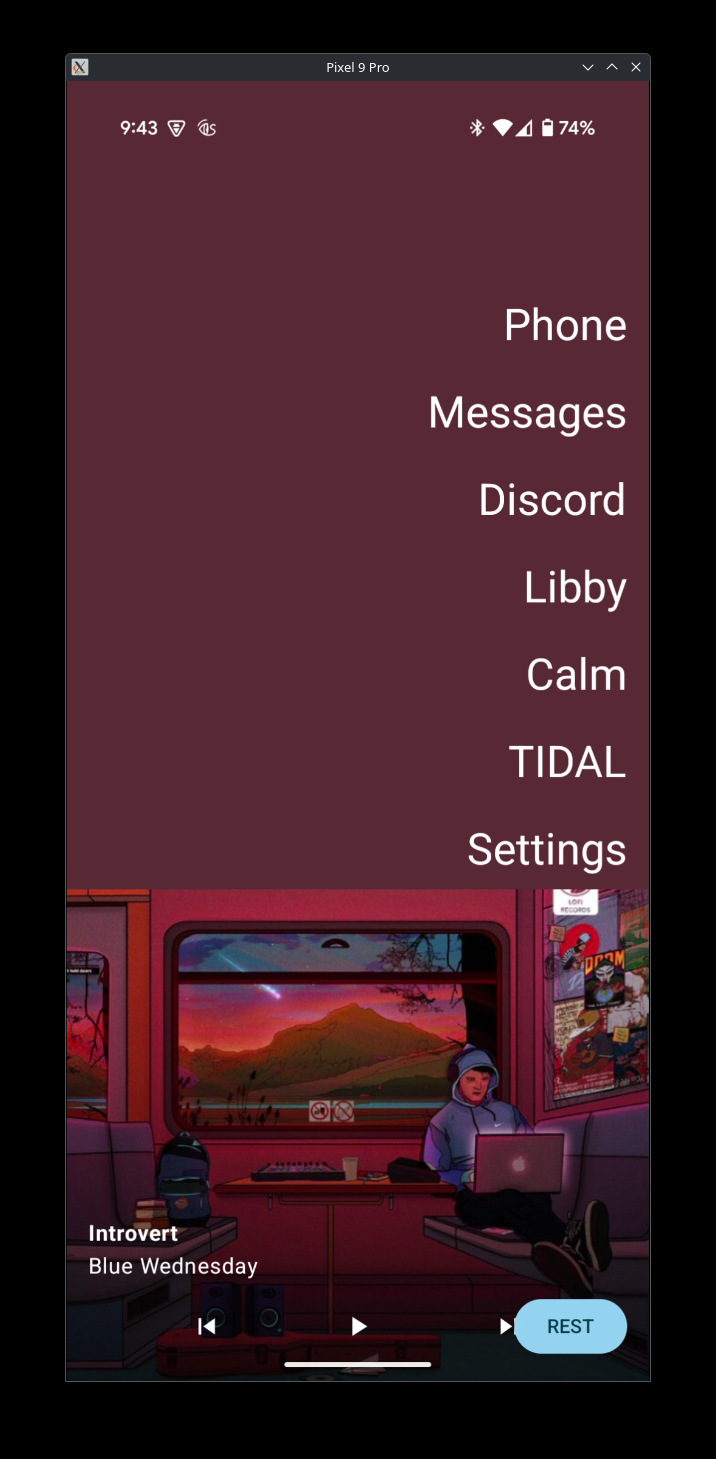 Pixel 9 Pro
9:43
74%
Phone
Messages
Discord
Libby
Calm
TIDAL
Settings
LOFI
RECORDS
DOOM
Introvert
Blue Wednesday
REST